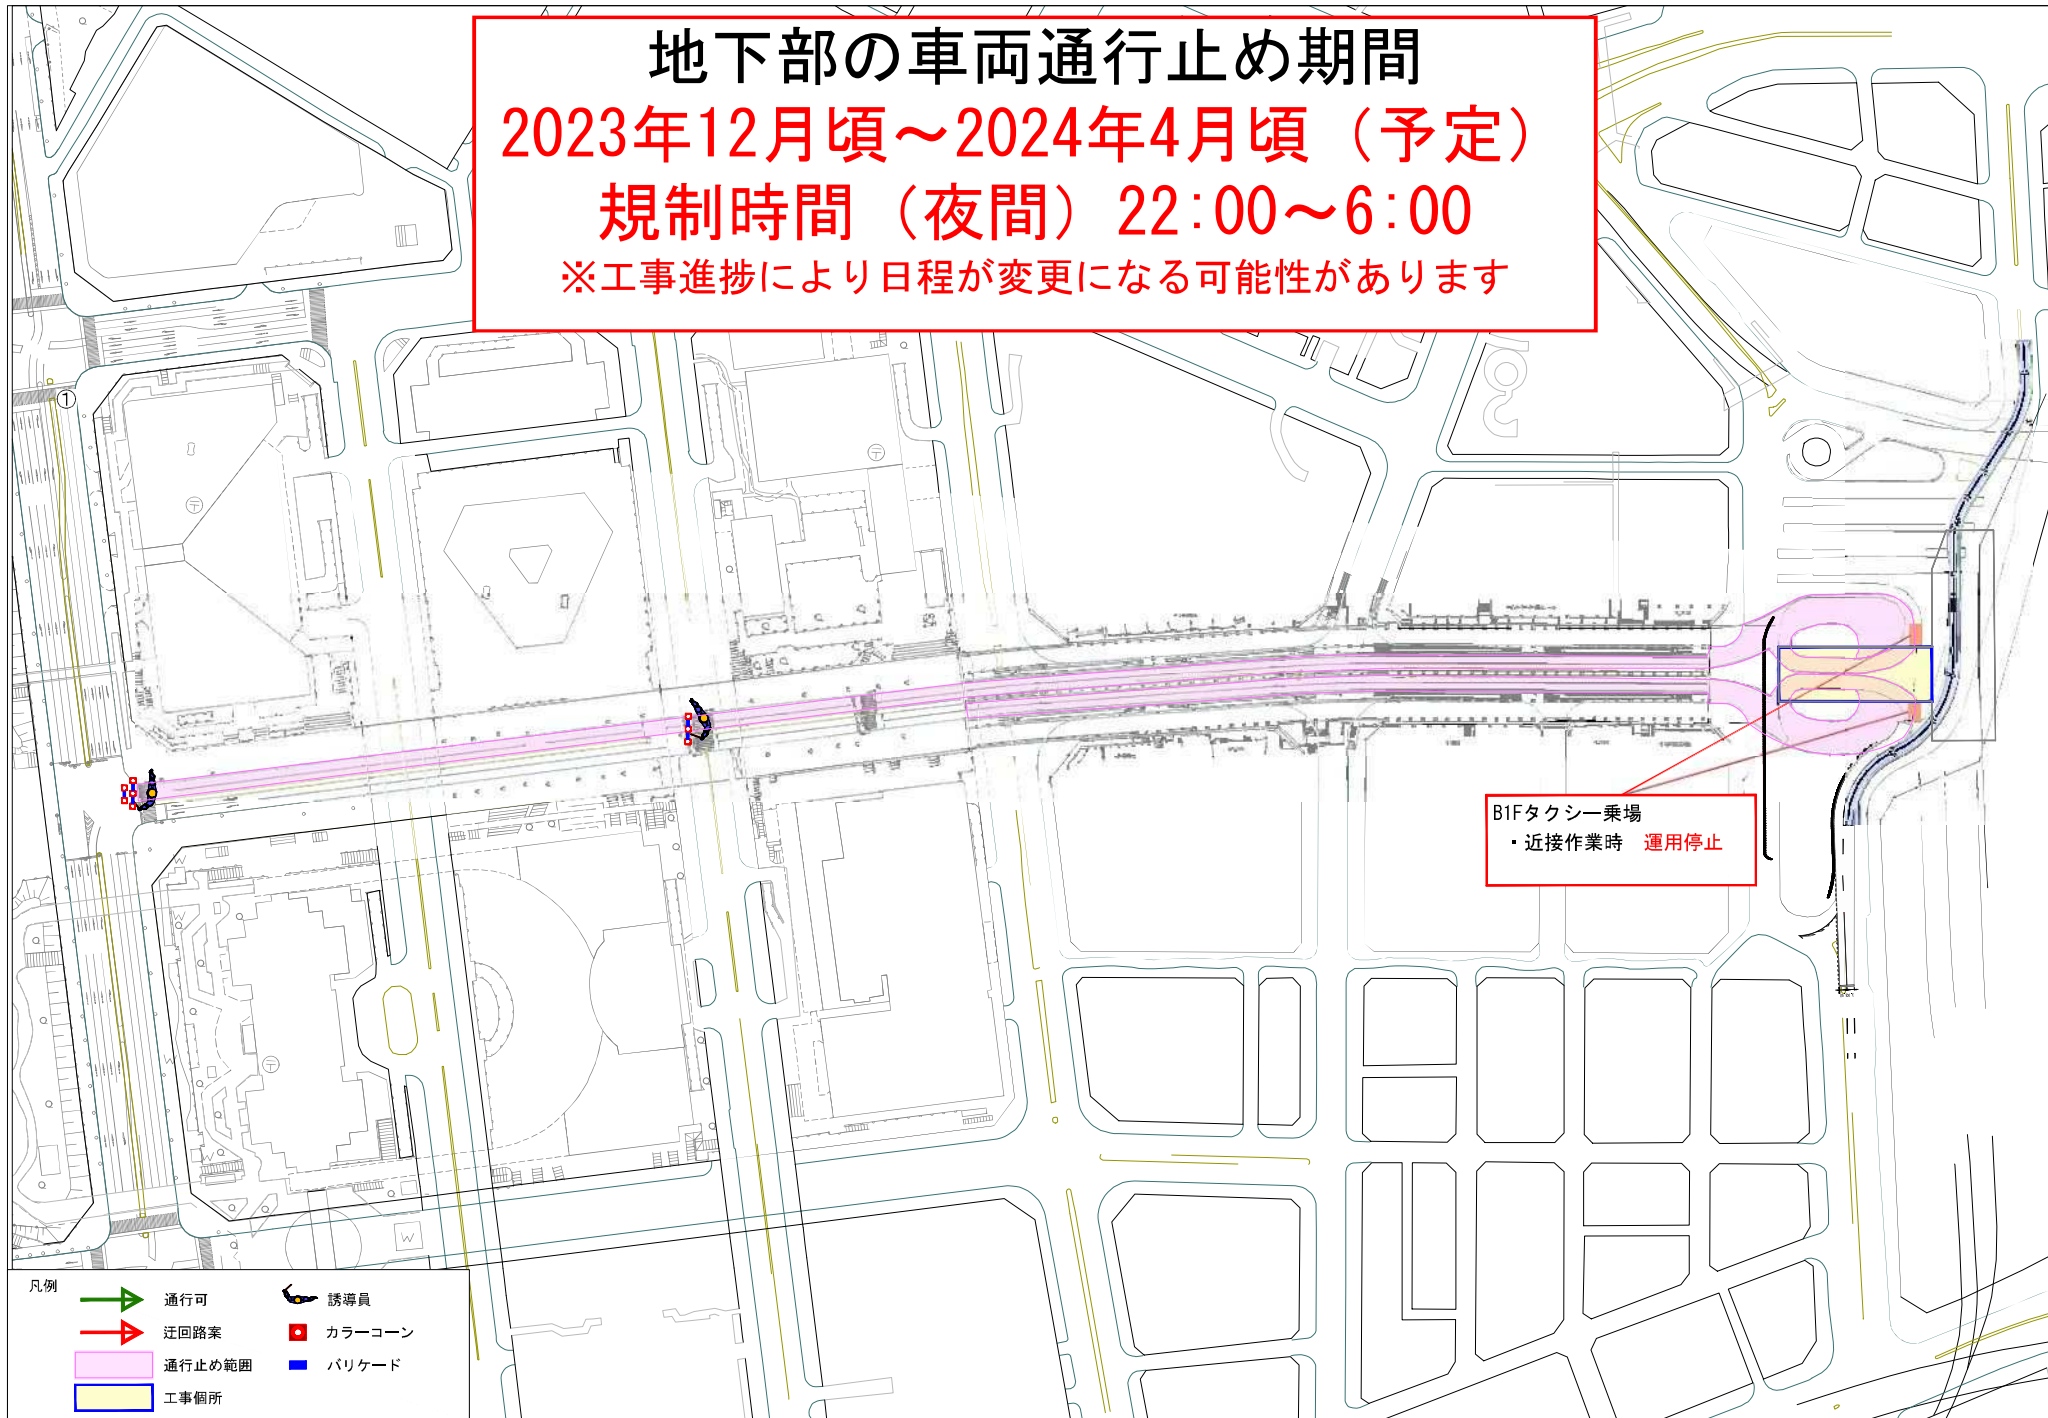 地下部の車両通行止め期間
2023年12月頃～2024年4月頃（予定）
規制時間（夜間）22:00～6:00
※工事進捗により日程が変更になる可能性があります
①
B1Fタクシー乗場
・近接作業時　運用停止
凡例
通行可
誘導員
迂回路案
カラーコーン
通行止め範囲
バリケード
工事個所